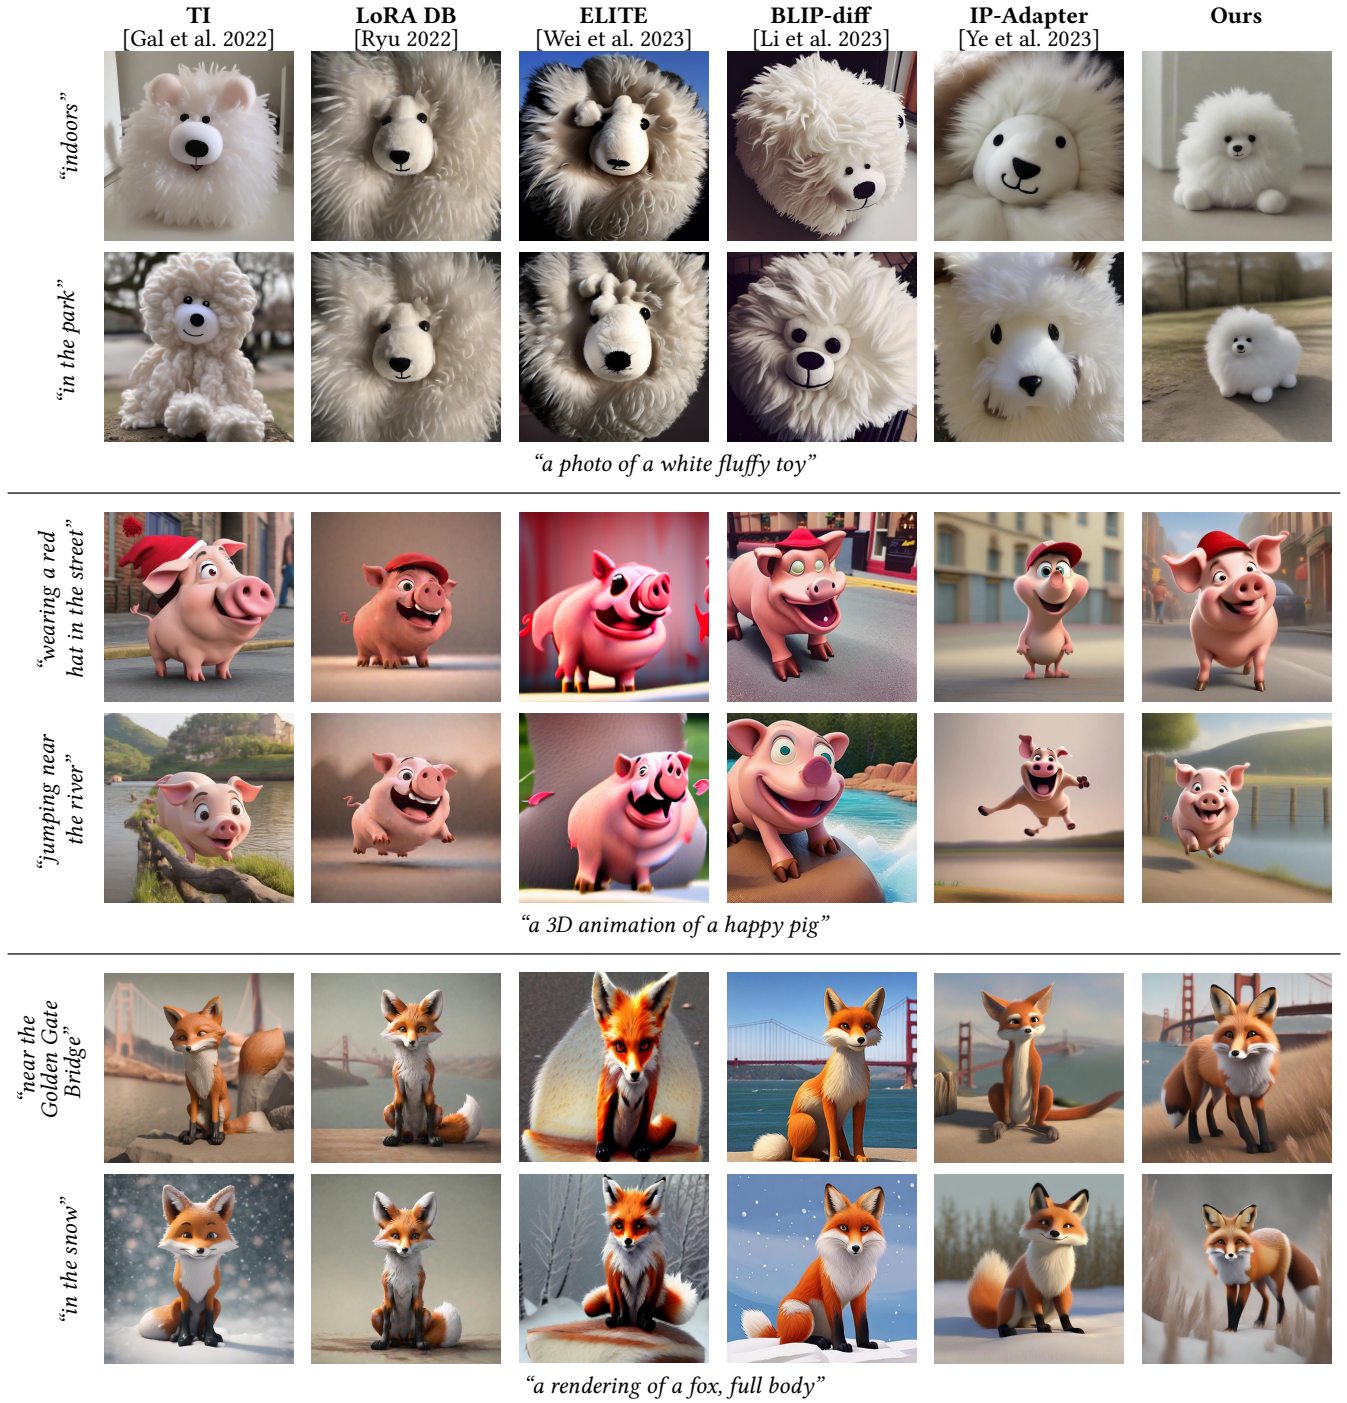 TI
[Gal et al. 2022]
LoRA DB
[Ryu 2022]
ELITE
[Wei et al. 2023]
BLIP-diff
[Li et al. 2023]
IP-Adapter
[Ye et al. 2023]
Ours
“indoors”
“in the park”
“a photo of a white fluffy toy”
“wearing a red
hat in the street”
“jumping near
the river”
“a 3D animation of a happy pig”
“near the
Golden Gate
Bridge”
“in the snow”
“a rendering of a fox, full body”